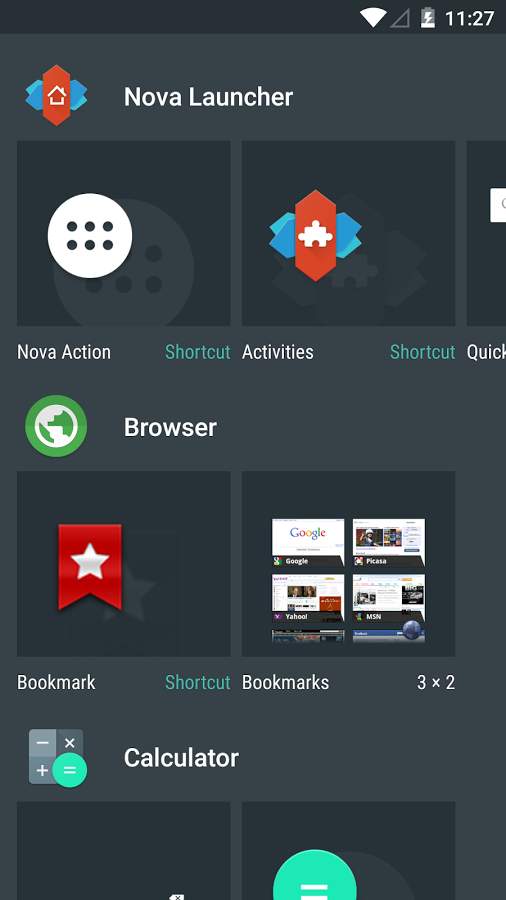 11:27
Nova Launcher
Nova Action Shortcut Activities Shortcut Quick
Browser
Google
Google Picasa
Yahoo! MSN
Bookmark Shortcut Bookmarks 3 × 2
Calculator